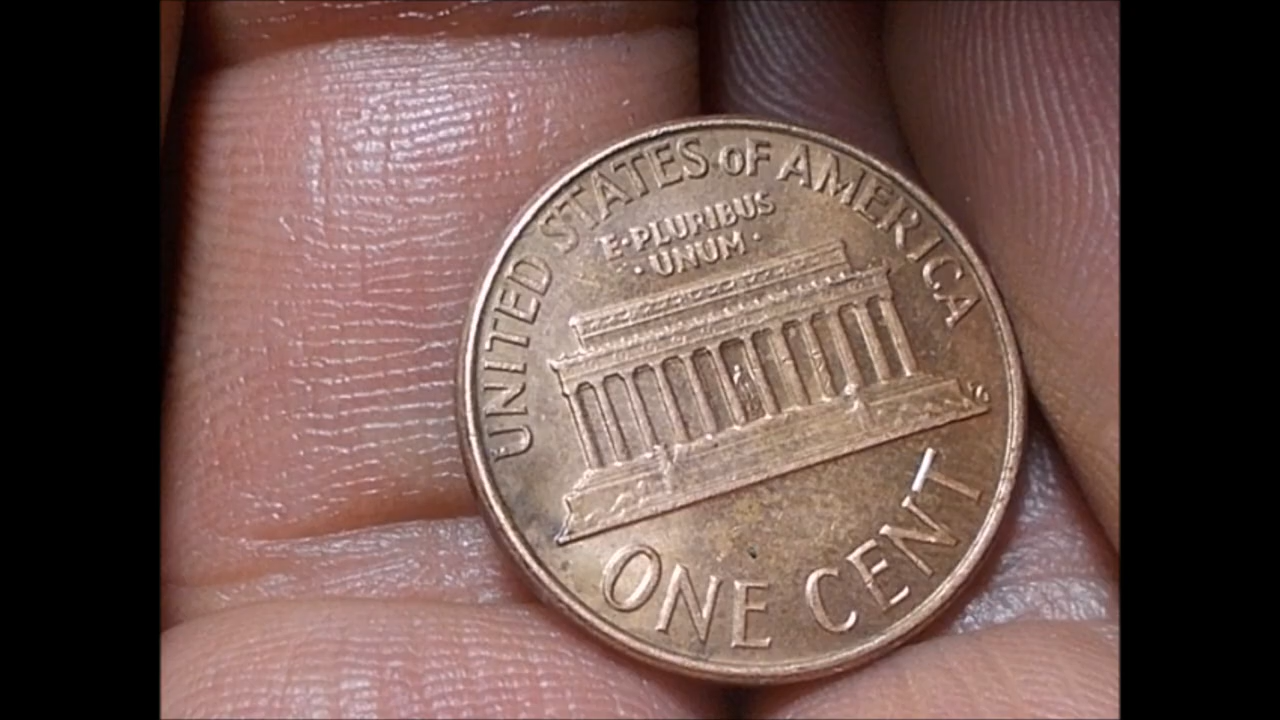 UNITED STATES oF AMERICA
E·PLURIBUS
·UNUM·
ONE CENT